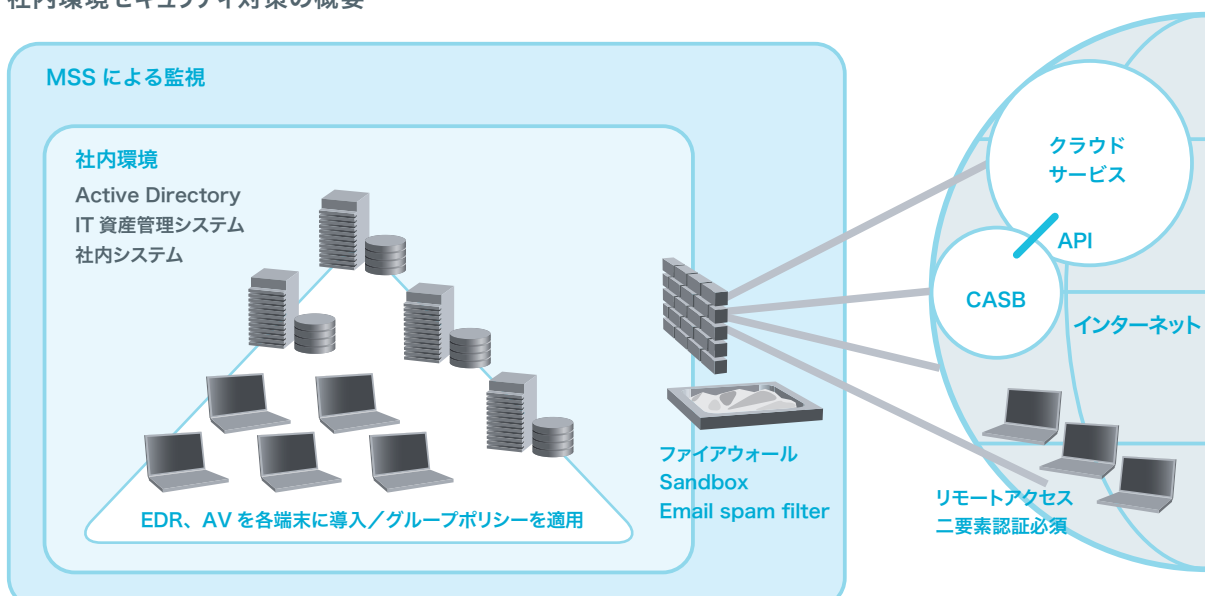 社内環境セキュリティ対策の概要
MSS による監視
社内環境
Active Directory
IT 資産管理システム
社内システム
EDR、AV を各端末に導入／グループポリシーを適用
ファイアウォール
Sandbox
Email spam filter
クラウド
サービス
API
CASB
インターネット
リモートアクセス
二要素認証必須